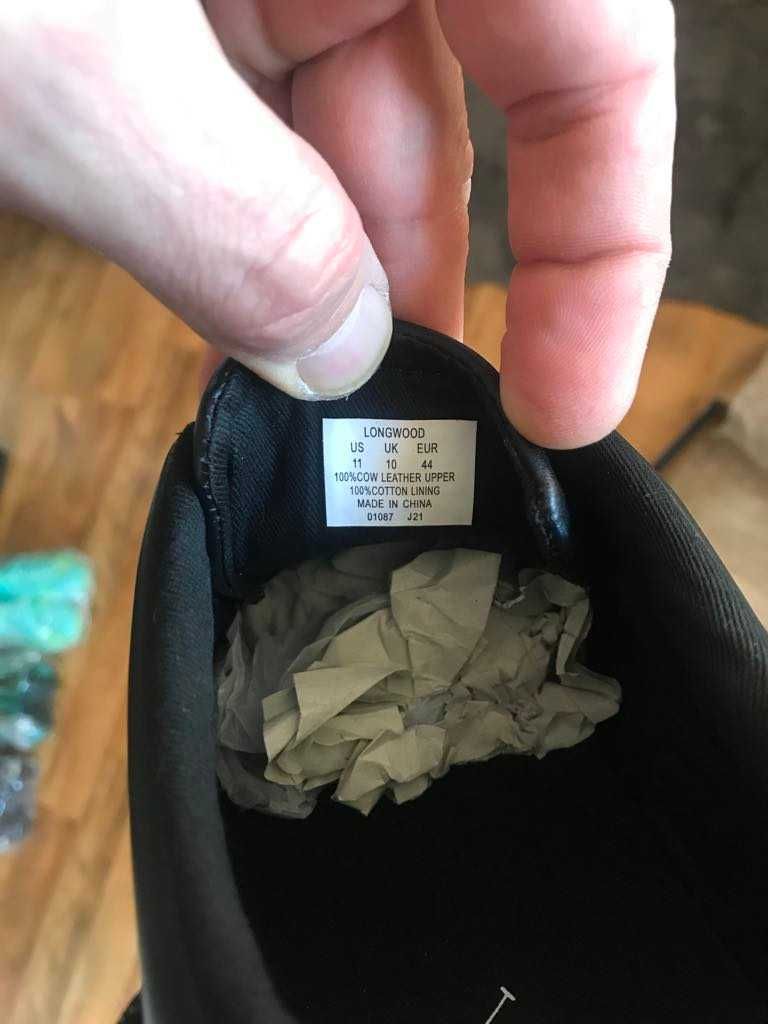 LONGWOOD
US UK EUR
11 10 44
100%COW LEATHER UPPER
100%COTTON LINING
MADE IN CHINA
01087 J21